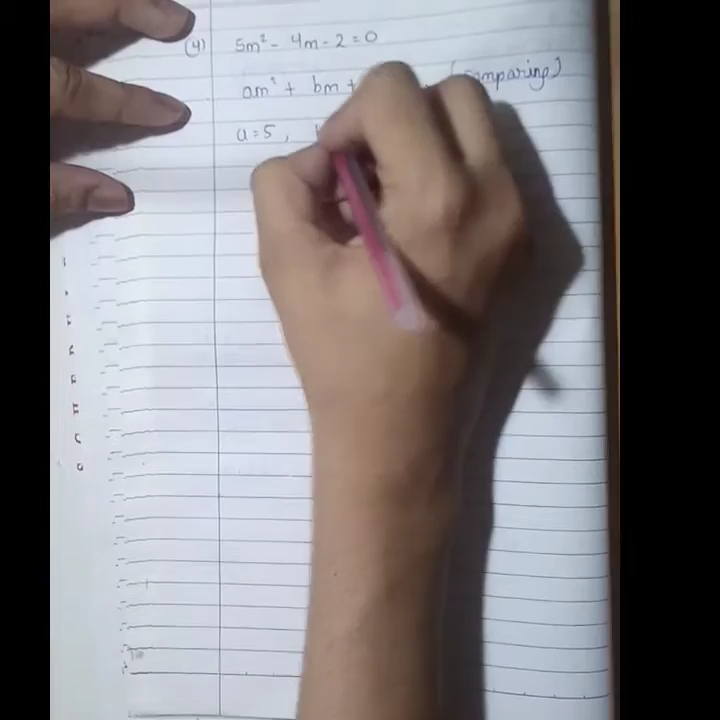 (4) 5m² - 4m - 2 = 0
am² + bm + (comparing)
a = 5,